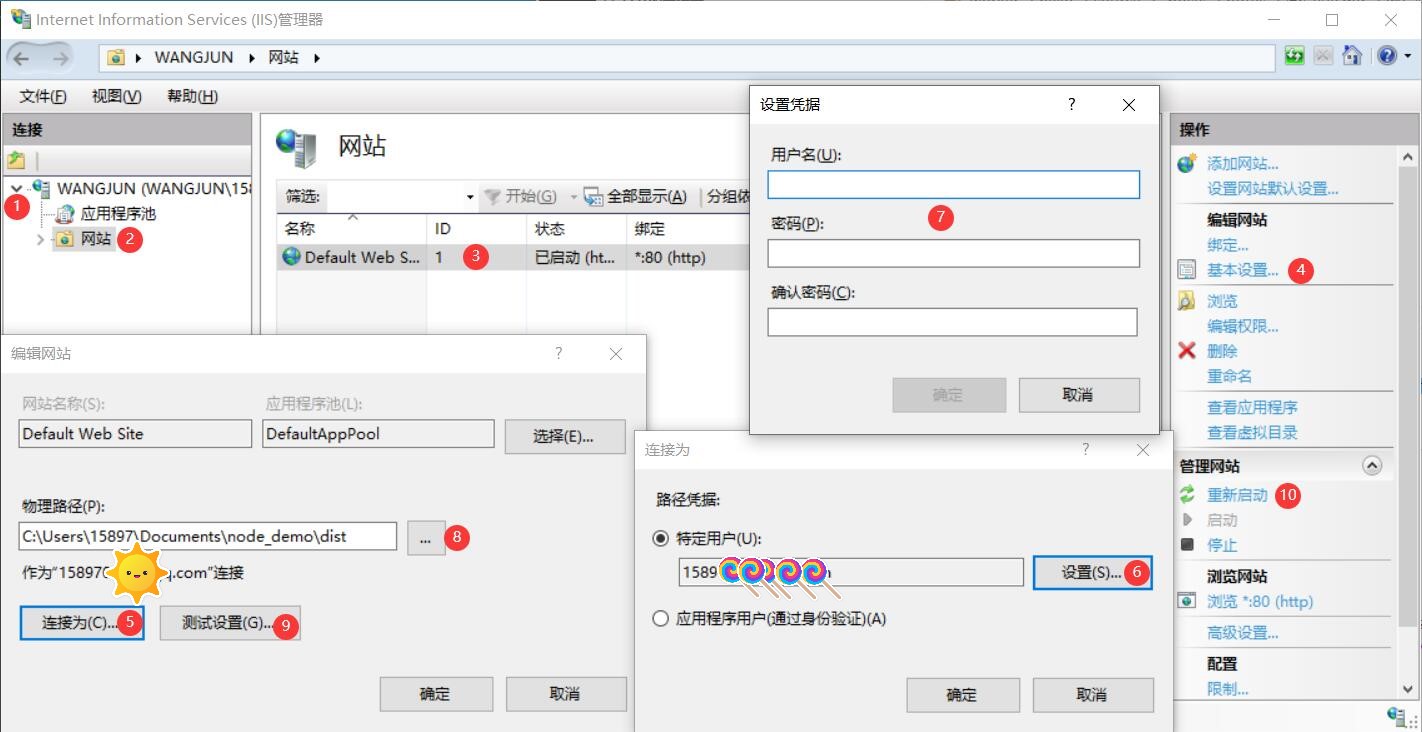 Internet Information Services (IIS)管理器
WANGJUN 网站
文件(F) 视图(V) 帮助(H)
连接
1
WANGJUN (WANGJUN\15
应用程序池
网站 2
网站
筛选: 开始(G) 全部显示(A) 分组依
名称 ID 状态 绑定
Default Web S... 1 3 已启动 (ht... *:80 (http)
设置凭据 ?
用户名(U):
7
密码(P):
确认密码(C):
确定 取消
操作
添加网站...
设置网站默认设置...
编辑网站
绑定...
基本设置... 4
浏览
编辑权限...
删除
重命名
查看应用程序
查看虚拟目录
管理网站
重新启动 10
启动
停止
浏览网站
浏览 *:80 (http)
高级设置...
配置
限制...
编辑网站 ?
网站名称(S): 应用程序池(L):
Default Web Site DefaultAppPool 选择(E)...
物理路径(P):
C:\Users\15897\Documents\node_demo\dist ... 8
作为"15897 q.com"连接
连接为(C)... 5 测试设置(G)... 9
确定 取消
连接为 ?
路径凭据:
特定用户(U):
1589 设置(S)... 6
应用程序用户(通过身份验证)(A)
确定 取消